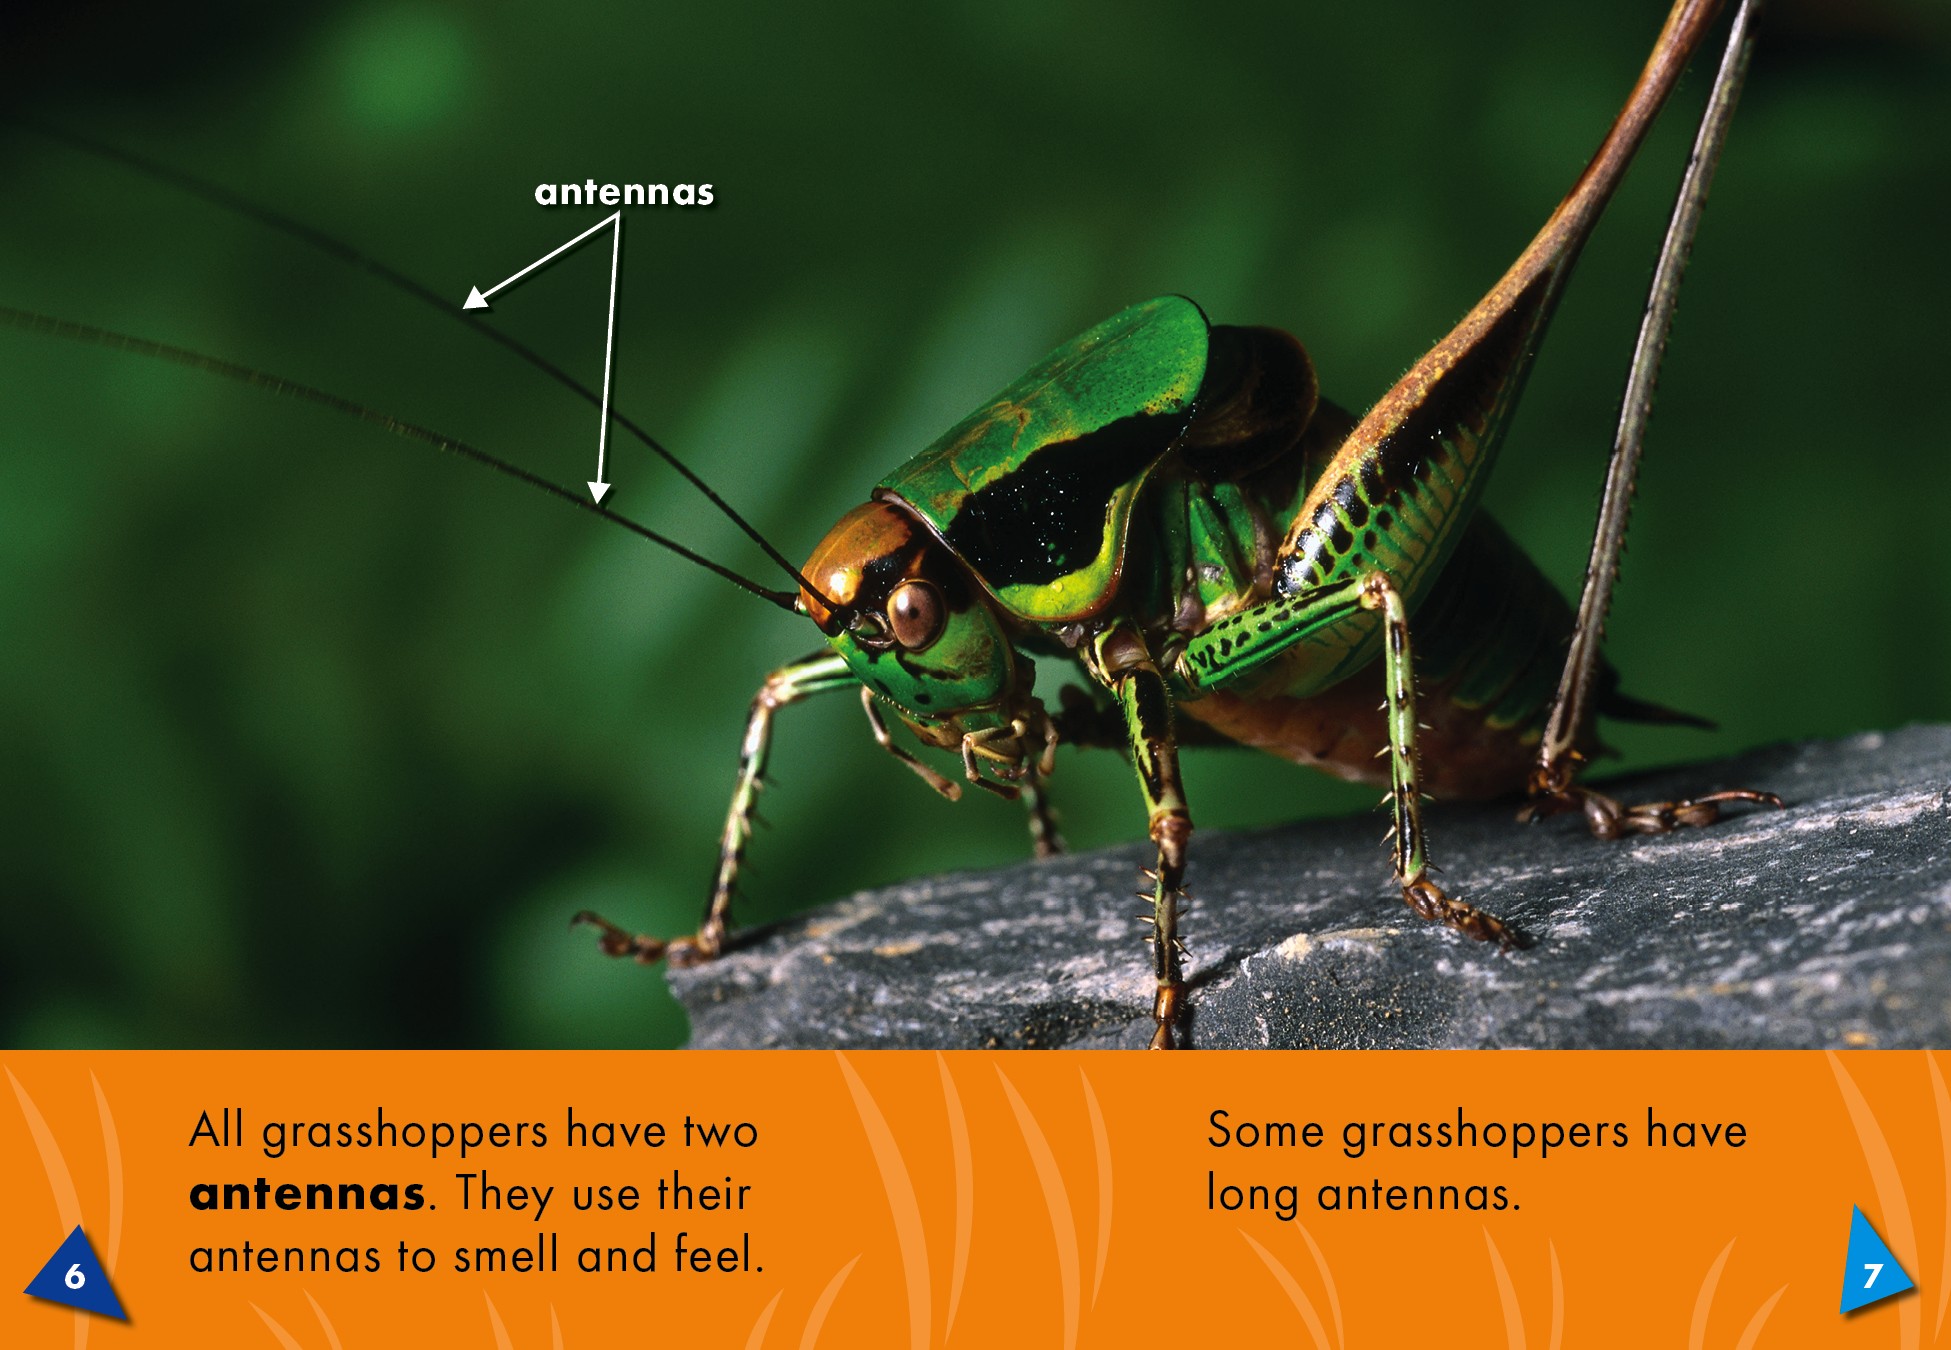 antennas
All grasshoppers have two
antennas. They use their
antennas to smell and feel.
6
Some grasshoppers have
long antennas.
7